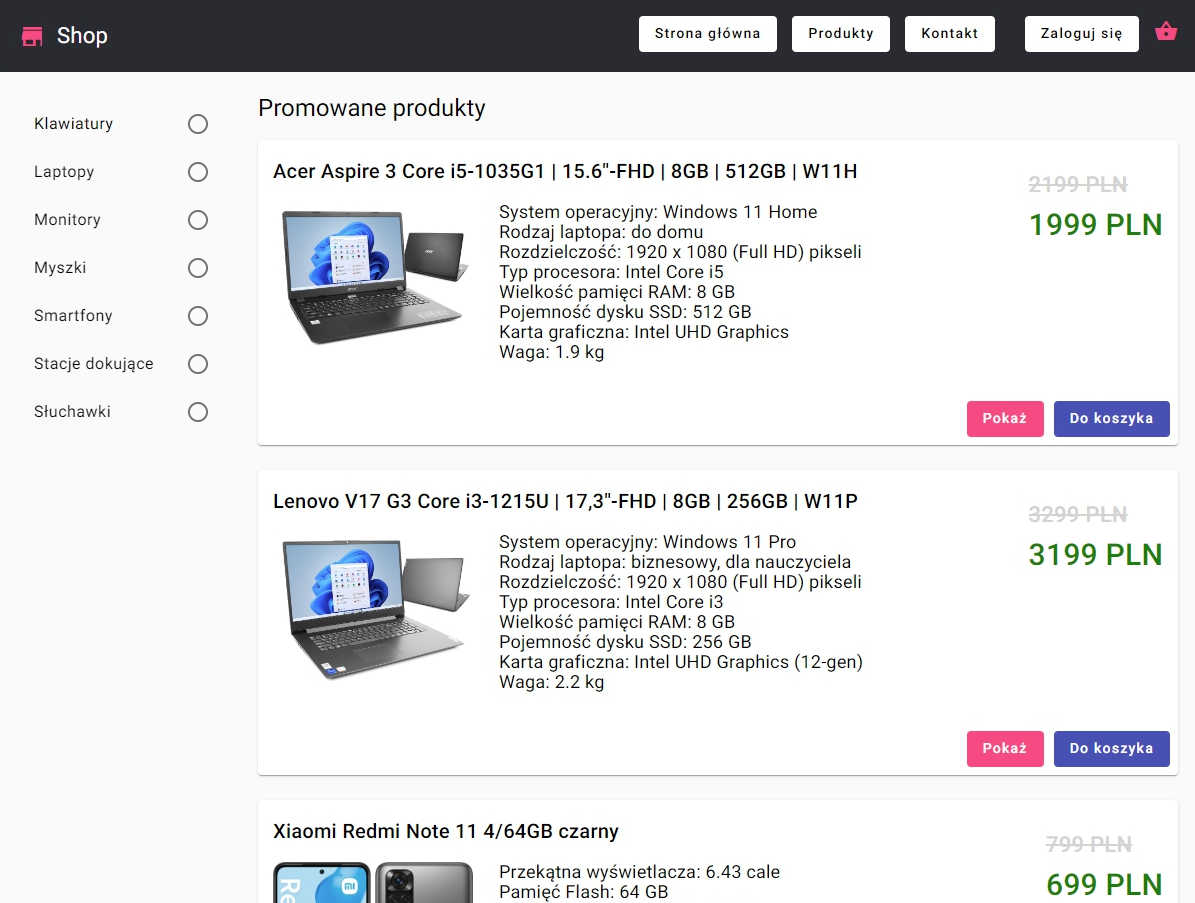 Shop
Strona główna
Produkty
Kontakt
Zaloguj się
Klawiatury
Laptopy
Monitory
Myszki
Smartfony
Stacje dokujące
Słuchawki
Promowane produkty
Acer Aspire 3 Core i5-1035G1 | 15.6"-FHD | 8GB | 512GB | W11H
2199 PLN
1999 PLN
System operacyjny: Windows 11 Home
Rodzaj laptopa: do domu
Rozdzielczość: 1920 x 1080 (Full HD) pikseli
Typ procesora: Intel Core i5
Wielkość pamięci RAM: 8 GB
Pojemność dysku SSD: 512 GB
Karta graficzna: Intel UHD Graphics
Waga: 1.9 kg
Pokaż
Do koszyka
Lenovo V17 G3 Core i3-1215U | 17,3"-FHD | 8GB | 256GB | W11P
3299 PLN
3199 PLN
System operacyjny: Windows 11 Pro
Rodzaj laptopa: biznesowy, dla nauczyciela
Rozdzielczość: 1920 x 1080 (Full HD) pikseli
Typ procesora: Intel Core i3
Wielkość pamięci RAM: 8 GB
Pojemność dysku SSD: 256 GB
Karta graficzna: Intel UHD Graphics (12-gen)
Waga: 2.2 kg
Pokaż
Do koszyka
Xiaomi Redmi Note 11 4/64GB czarny
799 PLN
699 PLN
Re
Przekątna wyświetlacza: 6.43 cale
Pamięć Flash: 64 GB